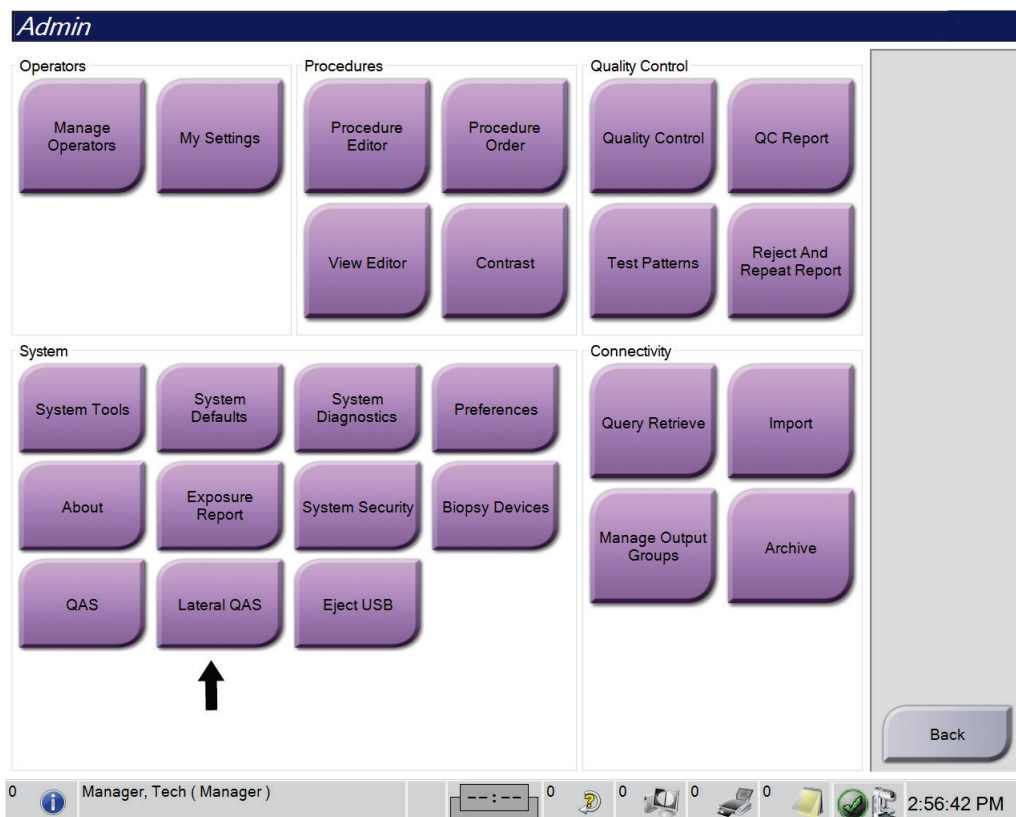 Admin
Operators
Manage
Operators
My Settings
Procedures
Procedure
Editor
Procedure
Order
View Editor
Contrast
Quality Control
Quality Control
QC Report
Test Patterns
Reject And
Repeat Report
System
System Tools
System
Defaults
System
Diagnostics
Preferences
About
Exposure
Report
System Security
Biopsy Devices
QAS
Lateral QAS
Eject USB
Connectivity
Query Retrieve
Import
Manage Output
Groups
Archive
Back
0
Manager, Tech ( Manager )
--:--
0
0
0
0
2:56:42 PM